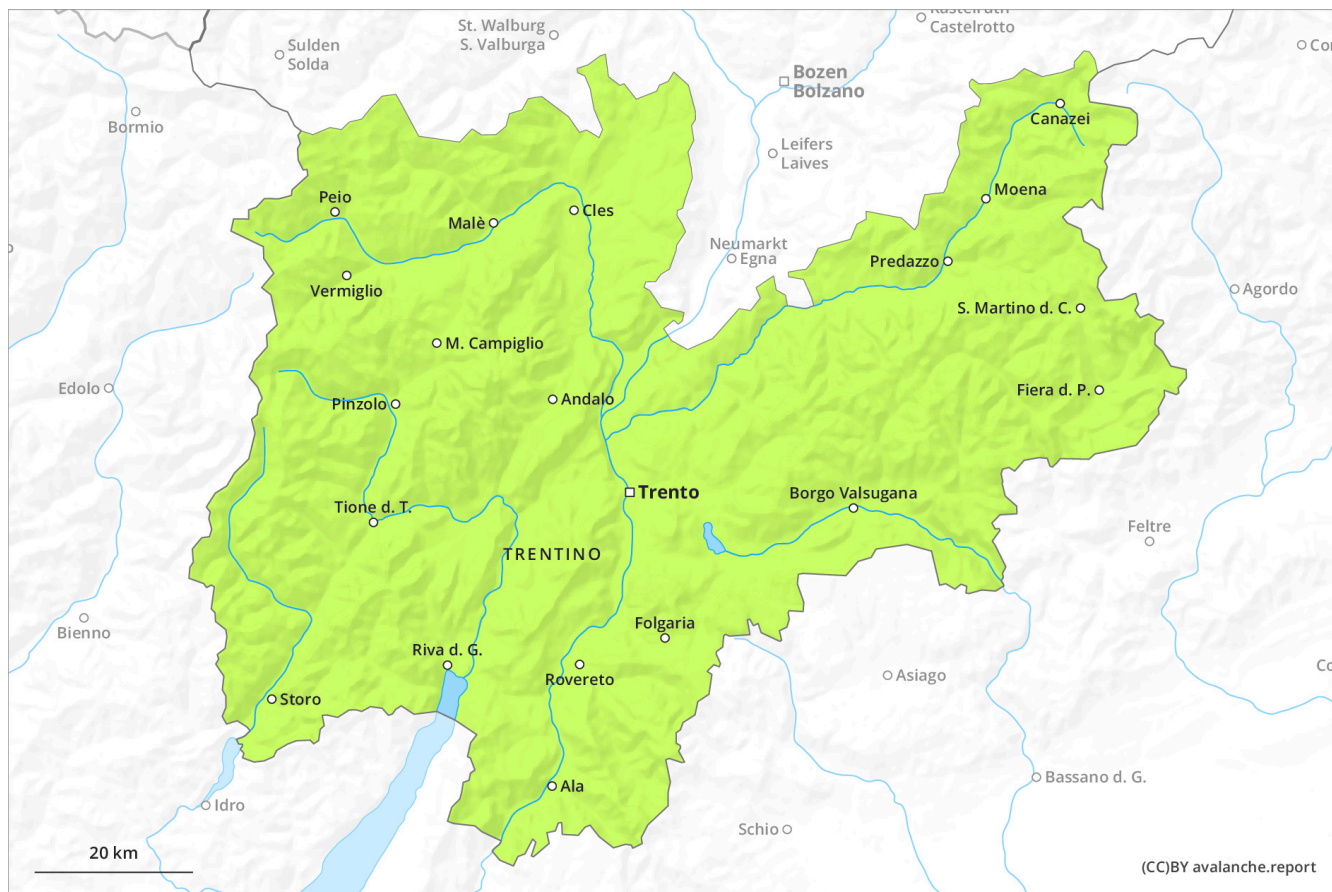 Kastelruth
Castelrotto
St. Walburg
S. Valburga
Sulden
Solda
Bozen
Bolzano
Bormio
Canazei
Leifers
Laives
Moena
Peio
Malè
Cles
Neumarkt
Egna
Predazzo
Vermiglio
Agordo
S. Martino d. C.
M. Campiglio
Edolo
Fiera d. P.
Pinzolo
Andalo
Trento
Borgo Valsugana
Tione d. T.
Feltre
TRENTINO
Bienno
Folgaria
Riva d. G.
Rovereto
Asiago
Storo
Bassano d. G.
Ala
Idro
Schio
20 km
(CC)BY avalanche.report